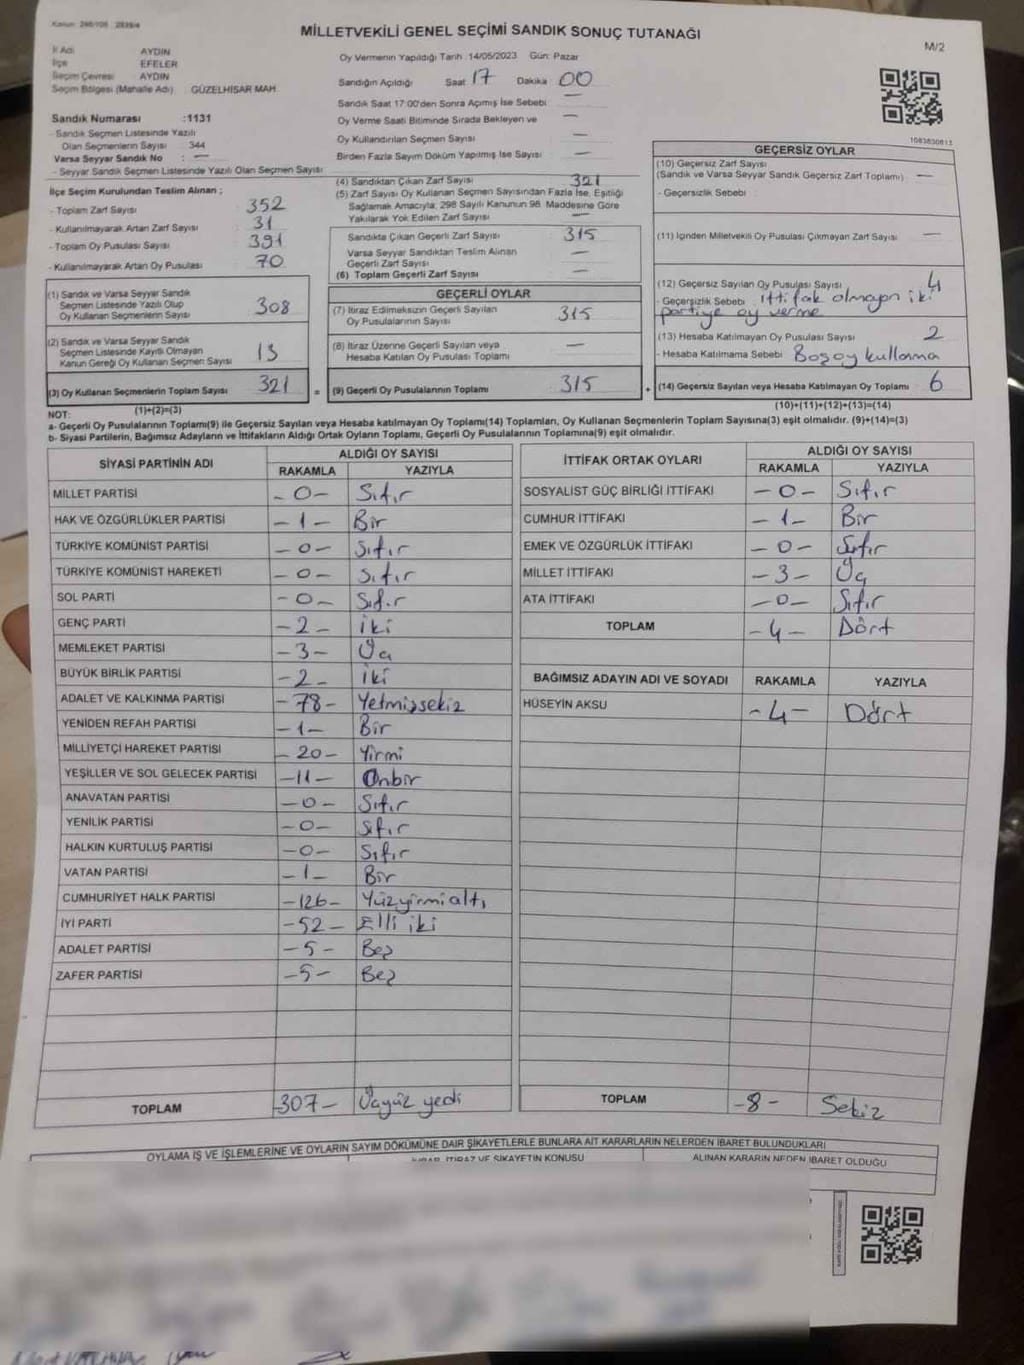 MİLLETVEKİLİ GENEL SEÇİMİ SANDIK SONUÇ TUTANAĞI
M/2
İl Adı AYDIN
İlçe EFELER
Seçim Çevresi AYDIN
Seçim Bölgesi (Mahalle Adı) : GÜZELHİSAR MAH.
Sandık Numarası :1131
- Sandık Seçmen Listesinde Yazılı
Olan Seçmenlerin Sayısı : 344
Varsa Seyyar Sandık No : —
- Seyyar Sandık Seçmen Listesinde Yazılı Olan Seçmen Sayısı
İlçe Seçim Kurulundan Teslim Alınan ;
- Toplam Zarf Sayısı : 352
- Kullanılmayarak Artan Zarf Sayısı : 31
- Toplam Oy Pusulası Sayısı : 391
- Kullanılmayarak Artan Oy Pusulası : 70
Oy Vermenin Yapıldığı Tarih :14/05/2023 Gün: Pazar
Sandığın Açıldığı Saat 17 Dakika 00
Sandık Saat 17:00'den Sonra Açımış İse Sebebi —
Oy Verme Saati Bitiminde Sırada Bekleyen ve
Oy Kullandırılan Seçmen Sayısı —
Birden Fazla Sayım Döküm Yapılmış İse Sayısı —
(4) Sandıktan Çıkan Zarf Sayısı 321
(5) Zarf Sayısı Oy Kullanan Seçmen Sayısından Fazla İse, Eşitliği
Sağlamak Amacıyla; 298 Sayılı Kanunun 98. Maddesine Göre
Yakılarak Yok Edilen Zarf Sayısı —
Sandıkta Çıkan Geçerli Zarf Sayısı 315
Varsa Seyyar Sandıktan Teslim Alınan
Geçerli Zarf Sayısı —
(6) Toplam Geçerli Zarf Sayısı —
1083830813
GEÇERSİZ OYLAR
(10) Geçersiz Zarf Sayısı
(Sandık ve Varsa Seyyar Sandık Geçersiz Zarf Toplamı) —
- Geçersizlik Sebebi :
(11) İçinden Milletvekili Oy Pusulası Çıkmayan Zarf Sayısı —
(12) Geçersiz Sayılan Oy Pusulası Sayısı 4
- Geçersizlik Sebebi : ittifak olmayan iki
partiye oy verme
(13) Hesaba Katılmayan Oy Pusulası Sayısı 2
- Hesaba Katılmama Sebebi : Boşoy kullanma
(14) Geçersiz Sayılan veya Hesaba Katılmayan Oy Toplamı 6
(10)+(11)+(12)+(13)=(14)
(1) Sandık ve Varsa Seyyar Sandık
Seçmen Listesinde Yazılı Olup
Oy Kullanan Seçmenlerin Sayısı 308
(2) Sandık ve Varsa Seyyar Sandık
Seçmen Listesinde Kayıtlı Olmayan
Kanun Gereği Oy Kullanan Seçmen Sayısı 13
(3) Oy Kullanan Seçmenlerin Toplam Sayısı 321 =
(1)+(2)=(3)
GEÇERLİ OYLAR
(7) İtiraz Edilmeksizin Geçerli Sayılan
Oy Pusulalarının Sayısı 315
(8) İtiraz Üzerine Geçerli Sayılan veya
Hesaba Katılan Oy Pusulası Toplamı —
(9) Geçerli Oy Pusulalarının Toplamı 315 +
NOT:
a- Geçerli Oy Pusulalarının Toplamı(9) ile Geçersiz Sayılan veya Hesaba katılmayan Oy Toplamı(14) Toplamları, Oy Kullanan Seçmenlerin Toplam Sayısına(3) eşit olmalıdır. (9)+(14)=(3)
b- Siyasi Partilerin, Bağımsız Adayların ve İttifakların Aldığı Ortak Oyların Toplamı, Geçerli Oy Pusulalarının Toplamına(9) eşit olmalıdır.
SİYASİ PARTİNİN ADI ALDIĞI OY SAYISI
RAKAMLA YAZIYLA
MİLLET PARTİSİ - 0 - Sıfır
HAK VE ÖZGÜRLÜKLER PARTİSİ - 1 - Bir
TÜRKİYE KOMÜNİST PARTİSİ - 0 - Sıfır
TÜRKİYE KOMÜNİST HAREKETİ - 0 - Sıfır
SOL PARTİ - 0 - Sıfır
GENÇ PARTİ - 2 - iki
MEMLEKET PARTİSİ - 3 - Üç
BÜYÜK BİRLİK PARTİSİ - 2 - iki
ADALET VE KALKINMA PARTİSİ - 78 - Yetmişsekiz
YENİDEN REFAH PARTİSİ - 1 - Bir
MİLLİYETÇİ HAREKET PARTİSİ - 20 - Yirmi
YEŞİLLER VE SOL GELECEK PARTİSİ - 11 - Onbir
ANAVATAN PARTİSİ - 0 - Sıfır
YENİLİK PARTİSİ - 0 - Sıfır
HALKIN KURTULUŞ PARTİSİ - 0 - Sıfır
VATAN PARTİSİ - 1 - Bir
CUMHURİYET HALK PARTİSİ - 126 - Yüzyirmialtı
İYİ PARTİ - 52 - Elli iki
ADALET PARTİSİ - 5 - Beş
ZAFER PARTİSİ - 5 - Beş
TOPLAM - 307 - Üçyüz yedi
İTTİFAK ORTAK OYLARI ALDIĞI OY SAYISI
RAKAMLA YAZIYLA
SOSYALİST GÜÇ BİRLİĞİ İTTİFAKI - 0 - Sıfır
CUMHUR İTTİFAKI - 1 - Bir
EMEK VE ÖZGÜRLÜK İTTİFAKI - 0 - Sıfır
MİLLET İTTİFAKI - 3 - Üç
ATA İTTİFAKI - 0 - Sıfır
TOPLAM - 4 - Dört
BAĞIMSIZ ADAYIN ADI VE SOYADI RAKAMLA YAZIYLA
HÜSEYİN AKSU - 4 - Dört
TOPLAM - 8 - Sekiz
OYLAMA İŞ VE İŞLEMLERİNE VE OYLARIN SAYIM DÖKÜMÜNE DAİR ŞİKAYETLERLE BUNLARA AİT KARARLARIN NELERDEN İBARET BULUNDUKLARI
İTİRAZ VE ŞİKAYETİN KONUSU ALINAN KARARIN NEDEN İBARET OLDUĞU